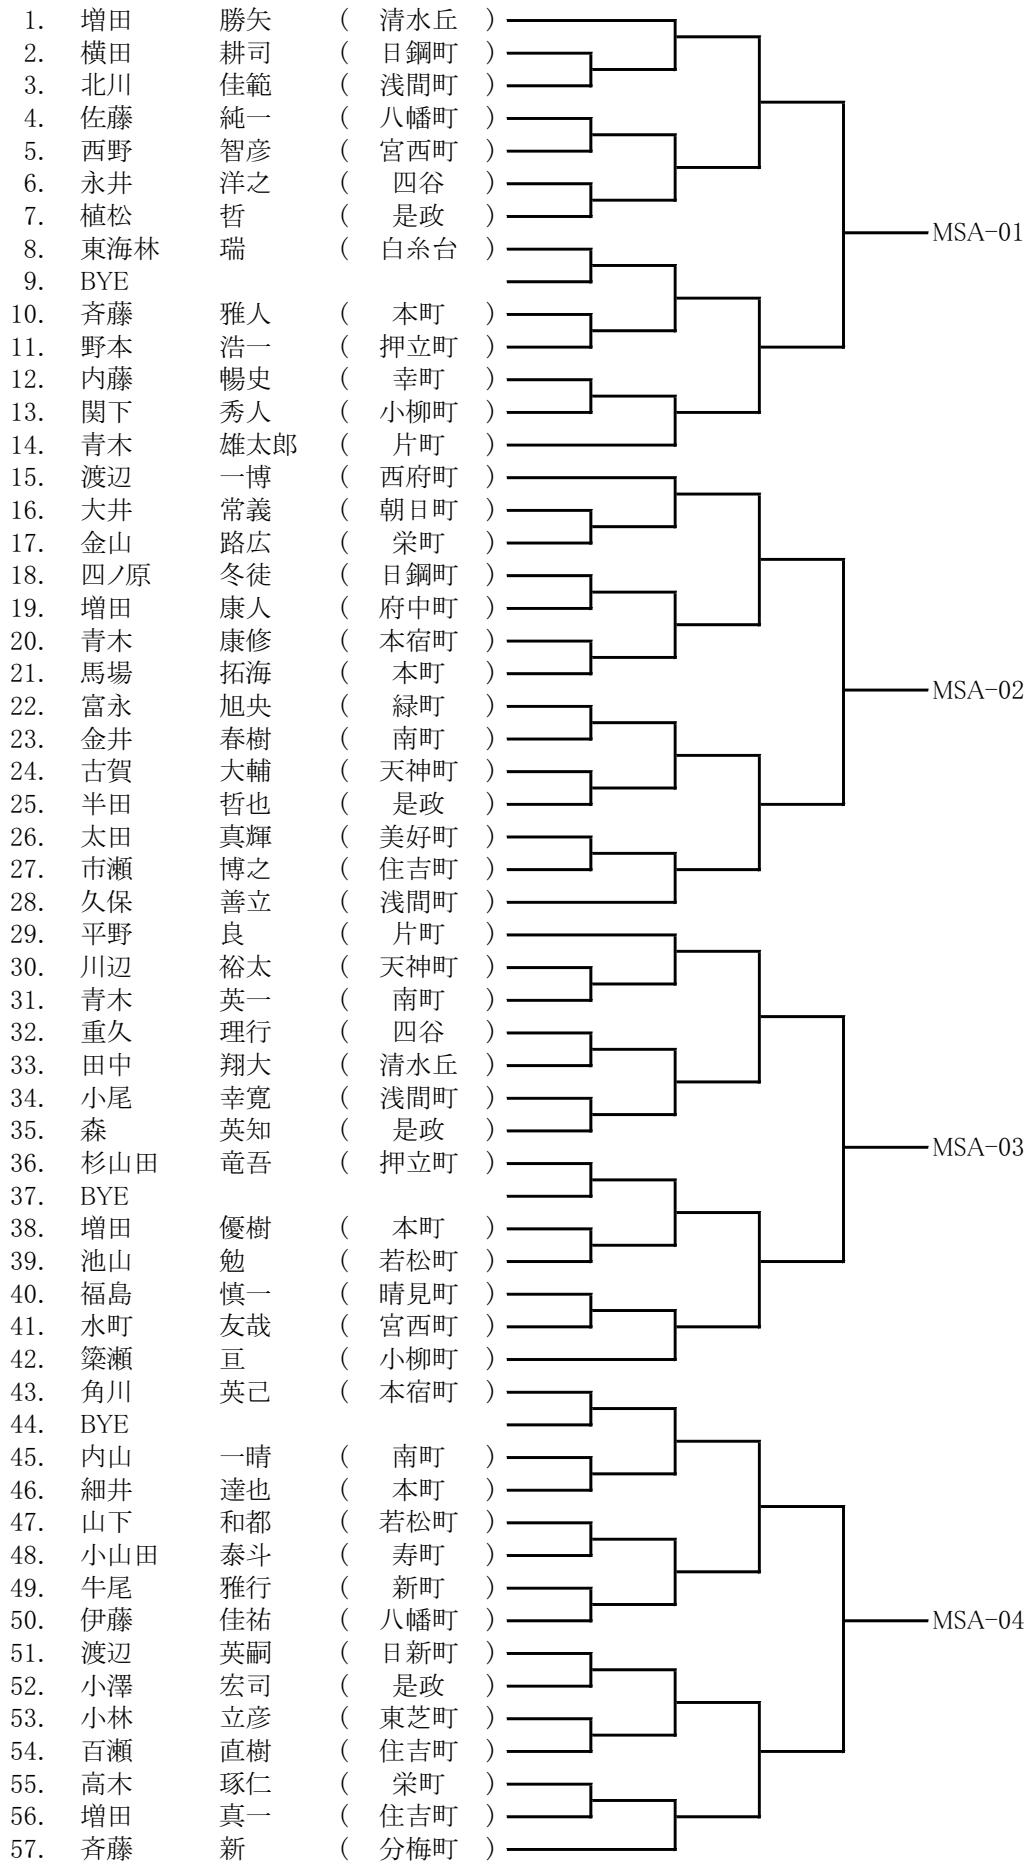 1. 増田 勝矢 ( 清水丘 )
2. 横田 耕司 ( 日鋼町 )
3. 北川 佳範 ( 浅間町 )
4. 佐藤 純一 ( 八幡町 )
5. 西野 智彦 ( 宮西町 )
6. 永井 洋之 ( 四谷 )
7. 植松 哲 ( 是政 )
8. 東海林 瑞 ( 白糸台 ) MSA-01
9. BYE
10. 斉藤 雅人 ( 本町 )
11. 野本 浩一 ( 押立町 )
12. 内藤 暢史 ( 幸町 )
13. 関下 秀人 ( 小柳町 )
14. 青木 雄太郎 ( 片町 )
15. 渡辺 一博 ( 西府町 )
16. 大井 常義 ( 朝日町 )
17. 金山 路広 ( 栄町 )
18. 四ノ原 冬徒 ( 日鋼町 )
19. 増田 康人 ( 府中町 )
20. 青木 康修 ( 本宿町 )
21. 馬場 拓海 ( 本町 )
22. 富永 旭央 ( 緑町 ) MSA-02
23. 金井 春樹 ( 南町 )
24. 古賀 大輔 ( 天神町 )
25. 半田 哲也 ( 是政 )
26. 太田 真輝 ( 美好町 )
27. 市瀬 博之 ( 住吉町 )
28. 久保 善立 ( 浅間町 )
29. 平野 良 ( 片町 )
30. 川辺 裕太 ( 天神町 )
31. 青木 英一 ( 南町 )
32. 重久 理行 ( 四谷 )
33. 田中 翔大 ( 清水丘 )
34. 小尾 幸寛 ( 浅間町 )
35. 森 英知 ( 是政 )
36. 杉山田 竜吾 ( 押立町 ) MSA-03
37. BYE
38. 増田 優樹 ( 本町 )
39. 池山 勉 ( 若松町 )
40. 福島 慎一 ( 晴見町 )
41. 水町 友哉 ( 宮西町 )
42. 簗瀬 亘 ( 小柳町 )
43. 角川 英己 ( 本宿町 )
44. BYE
45. 内山 一晴 ( 南町 )
46. 細井 達也 ( 本町 )
47. 山下 和都 ( 若松町 )
48. 小山田 泰斗 ( 寿町 )
49. 牛尾 雅行 ( 新町 )
50. 伊藤 佳祐 ( 八幡町 ) MSA-04
51. 渡辺 英嗣 ( 日新町 )
52. 小澤 宏司 ( 是政 )
53. 小林 立彦 ( 東芝町 )
54. 百瀬 直樹 ( 住吉町 )
55. 高木 琢仁 ( 栄町 )
56. 増田 真一 ( 住吉町 )
57. 斉藤 新 ( 分梅町 )